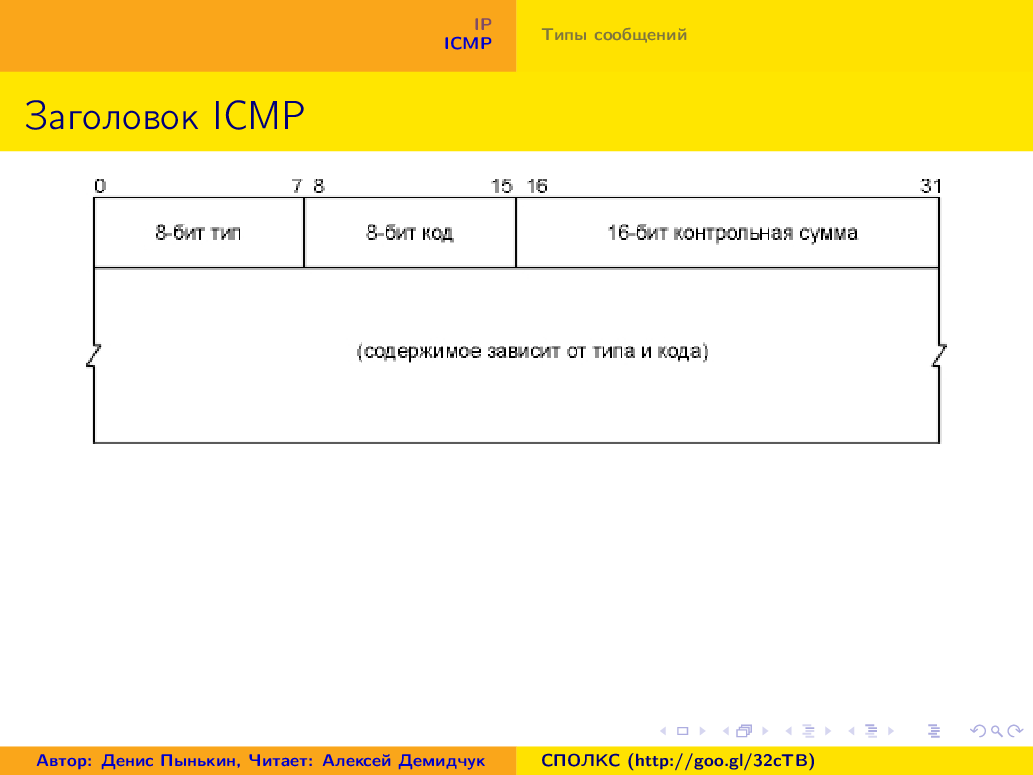 IP
ICMP
Типы сообщений
Заголовок ICMP
0 7 8 15 16 31
8-бит тип 8-бит код 16-бит контрольная сумма
(содержимое зависит от типа и кода)
Автор: Денис Пынькин, Читает: Алексей Демидчук
СПОЛКС (http://goo.gl/32cTB)